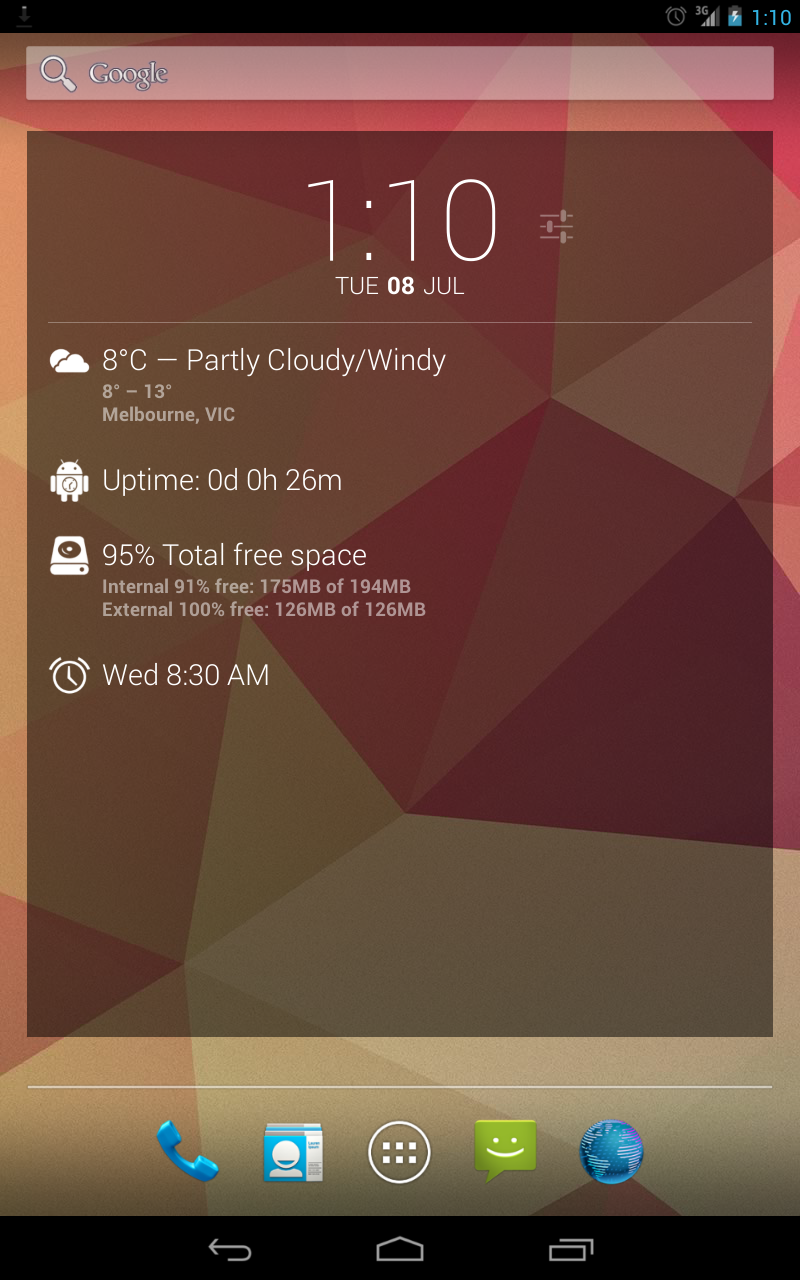 3G 1:10
Google
1:10
TUE 08 JUL
8°C — Partly Cloudy/Windy
8° – 13°
Melbourne, VIC
Uptime: 0d 0h 26m
95% Total free space
Internal 91% free: 175MB of 194MB
External 100% free: 126MB of 126MB
Wed 8:30 AM